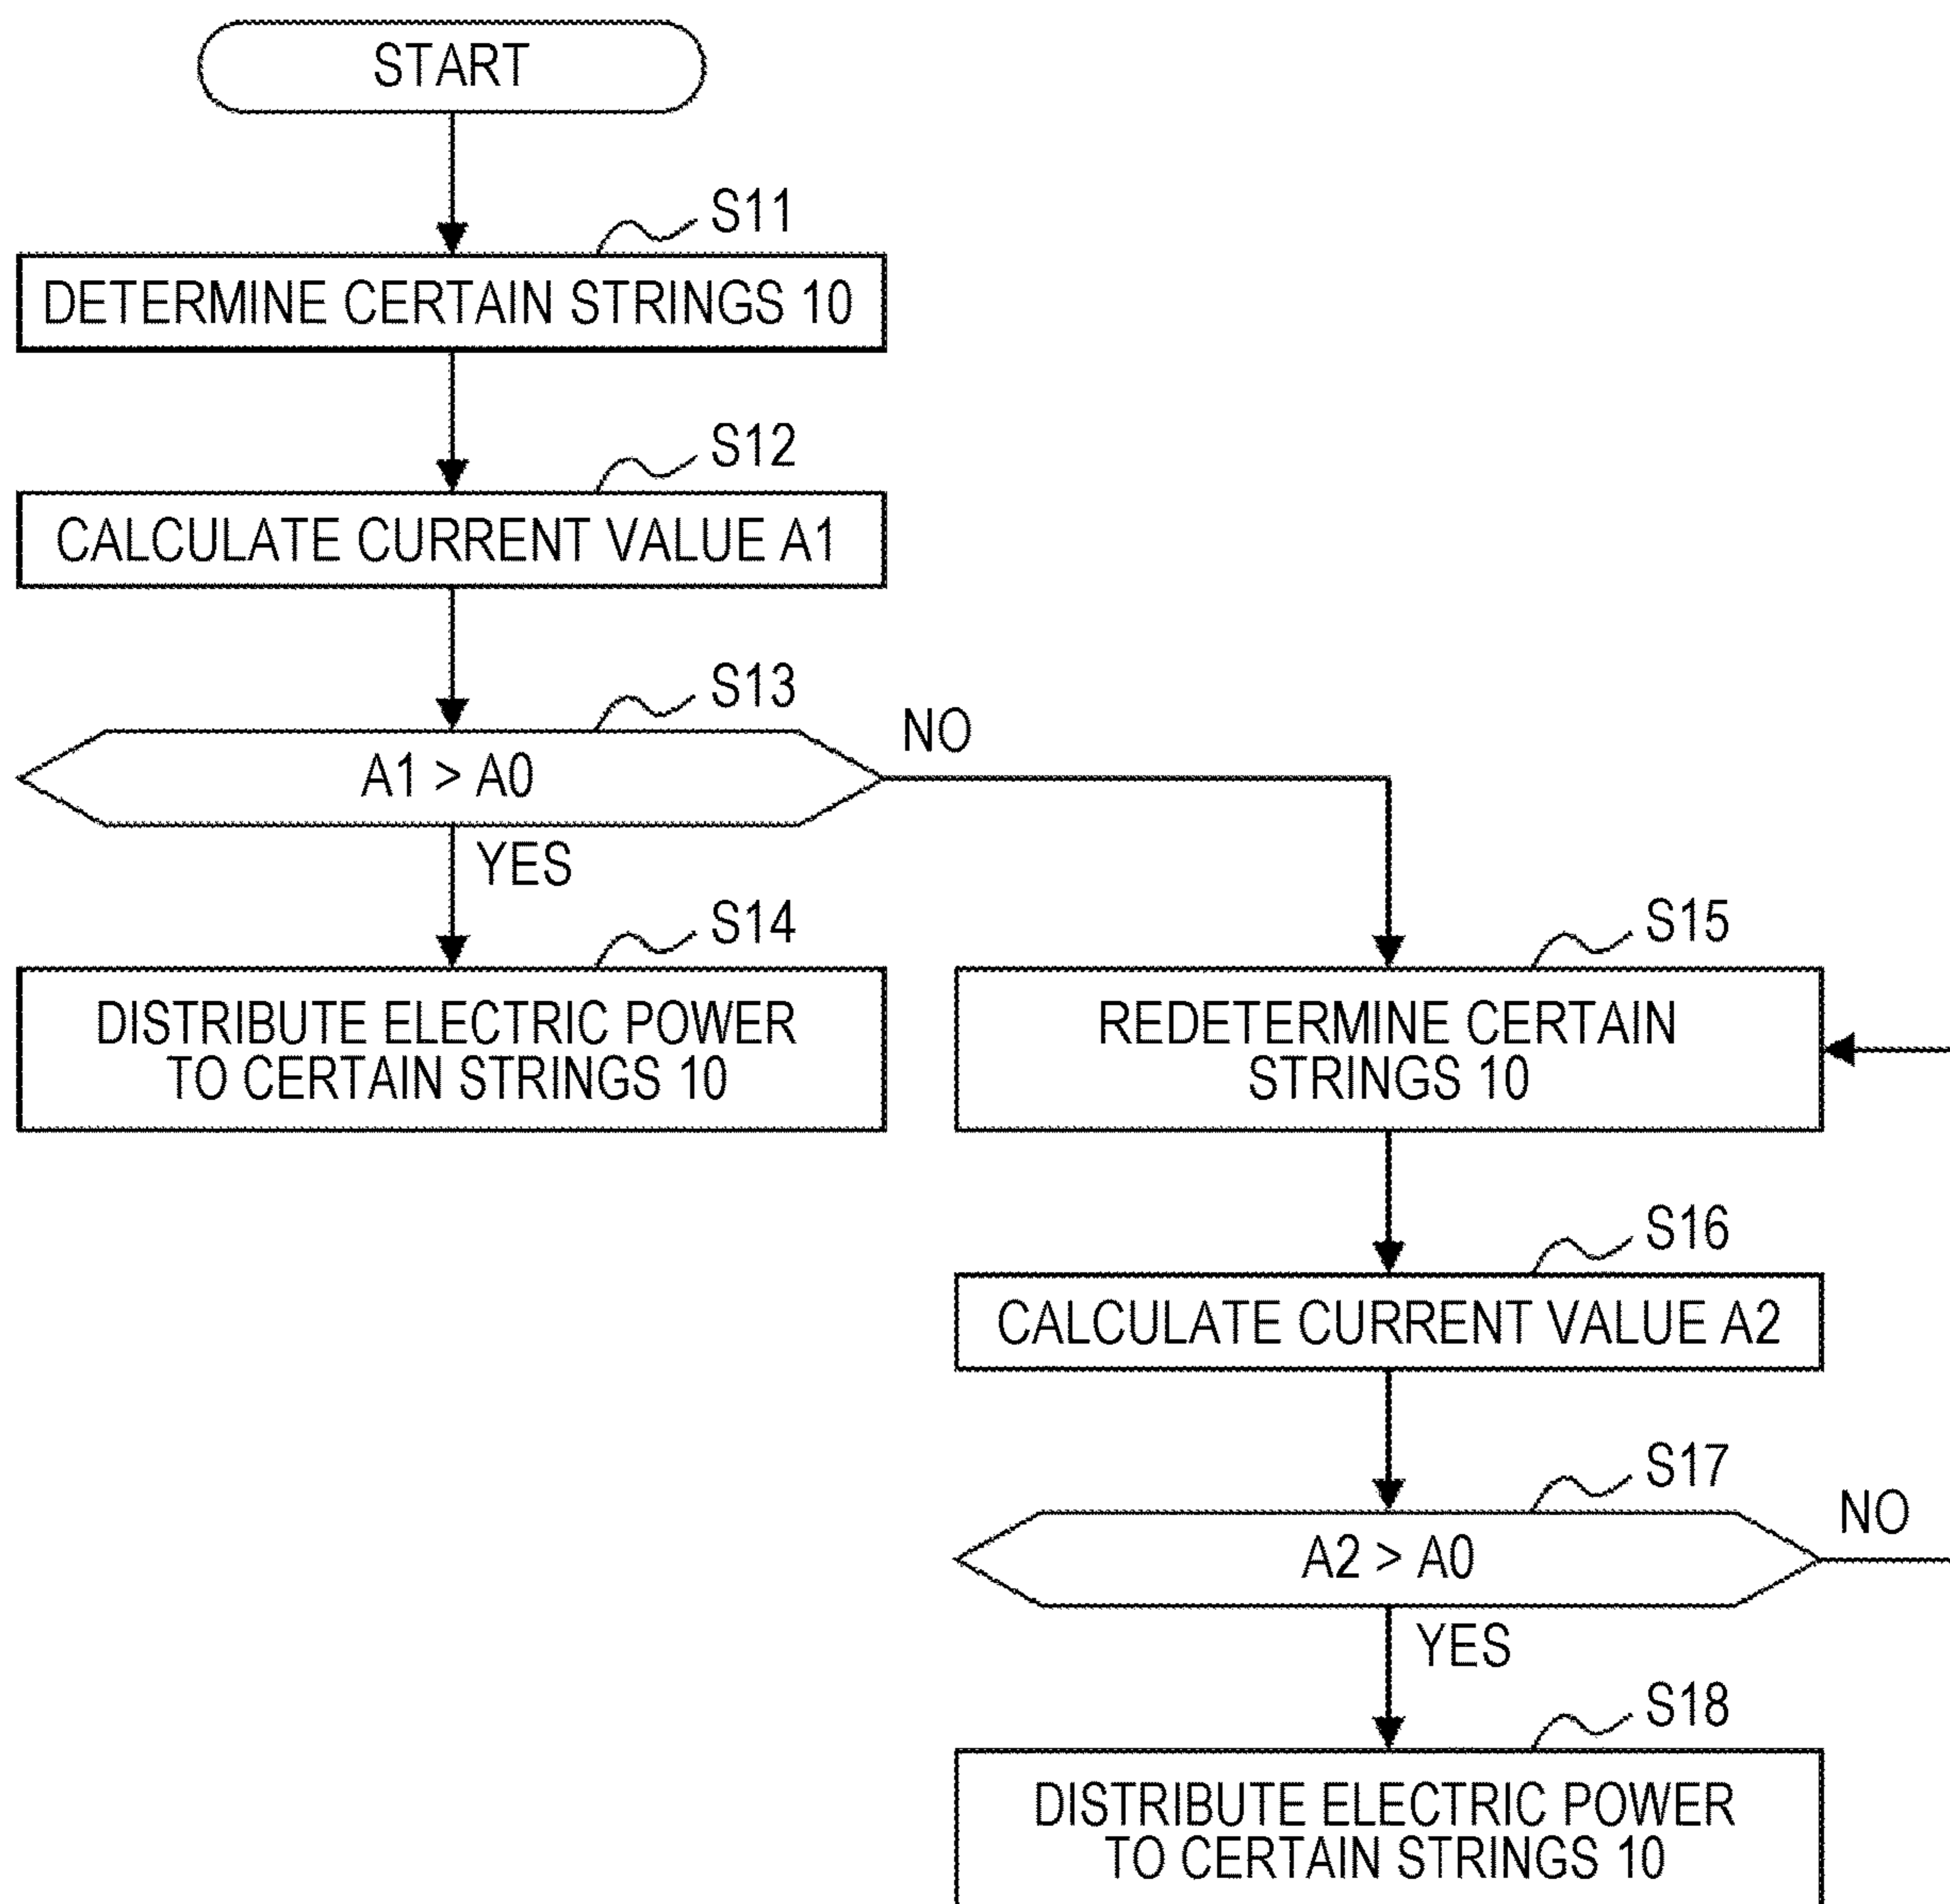 START
S11
DETERMINE CERTAIN STRINGS 10
S12
CALCULATE CURRENT VALUE A1
S13
NO
A1 > A0
YES
S14
DISTRIBUTE ELECTRIC POWER
TO CERTAIN STRINGS 10
S15
REDETERMINE CERTAIN
STRINGS 10
S16
CALCULATE CURRENT VALUE A2
S17
NO
A2 > A0
YES
S18
DISTRIBUTE ELECTRIC POWER
TO CERTAIN STRINGS 10